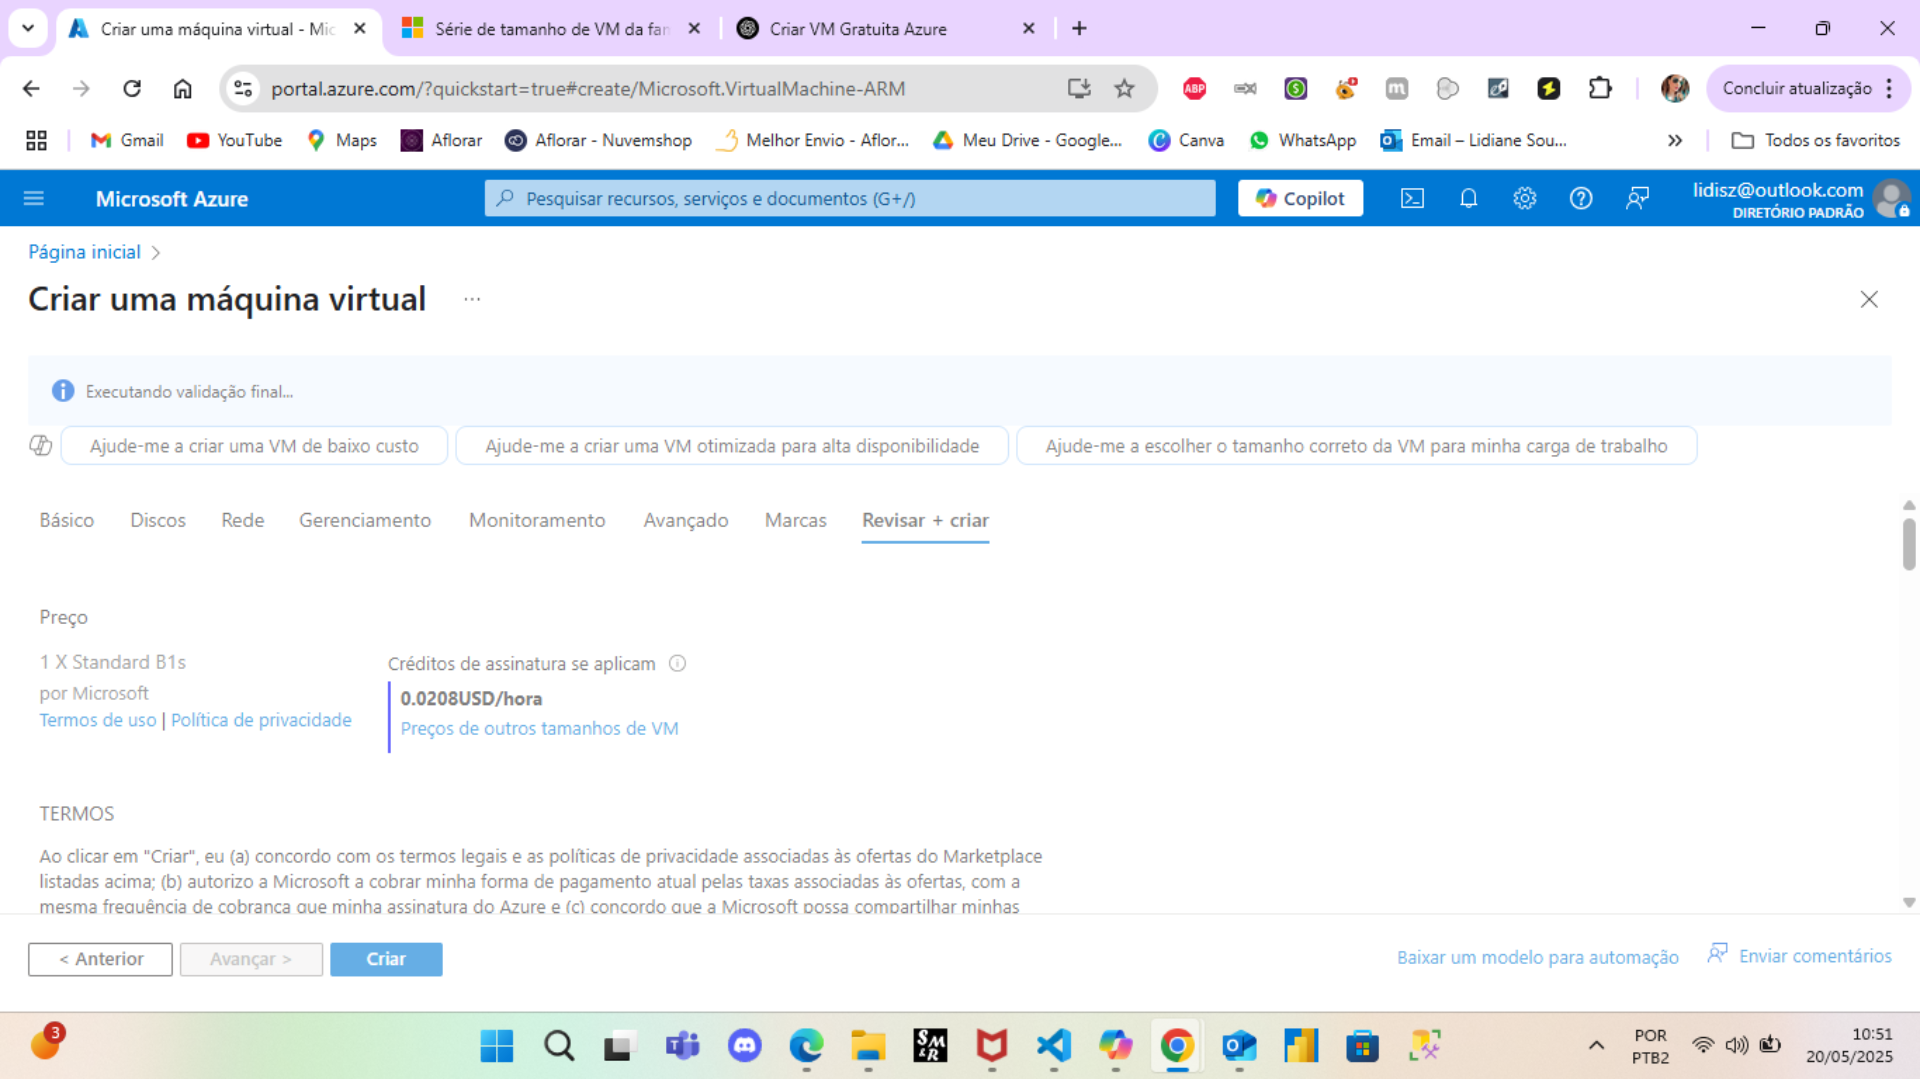 Criar uma máquina virtual - Mic
Série de tamanho de VM da fan
Criar VM Gratuita Azure
portal.azure.com/?quickstart=true#create/Microsoft.VirtualMachine-ARM
ABP
Concluir atualização
Gmail
YouTube
Maps
Aflorar
Aflorar - Nuvemshop
Melhor Envio - Aflor...
Meu Drive - Google...
Canva
WhatsApp
Email – Lidiane Sou...
Todos os favoritos
Microsoft Azure
Pesquisar recursos, serviços e documentos (G+/)
Copilot
lidisz@outlook.com
DIRETÓRIO PADRÃO
Página inicial >
Criar uma máquina virtual ...
Executando validação final...
Ajude-me a criar uma VM de baixo custo
Ajude-me a criar uma VM otimizada para alta disponibilidade
Ajude-me a escolher o tamanho correto da VM para minha carga de trabalho
Básico Discos Rede Gerenciamento Monitoramento Avançado Marcas Revisar + criar
Preço
1 X Standard B1s
por Microsoft
Termos de uso | Política de privacidade
Créditos de assinatura se aplicam
0.0208USD/hora
Preços de outros tamanhos de VM
TERMOS
Ao clicar em "Criar", eu (a) concordo com os termos legais e as políticas de privacidade associadas às ofertas do Marketplace
listadas acima; (b) autorizo a Microsoft a cobrar minha forma de pagamento atual pelas taxas associadas às ofertas, com a
mesma frequência de cobrança que minha assinatura do Azure e (c) concordo que a Microsoft possa compartilhar minhas
< Anterior
Avançar >
Criar
Baixar um modelo para automação
Enviar comentários
3
POR
PTB2
10:51
20/05/2025